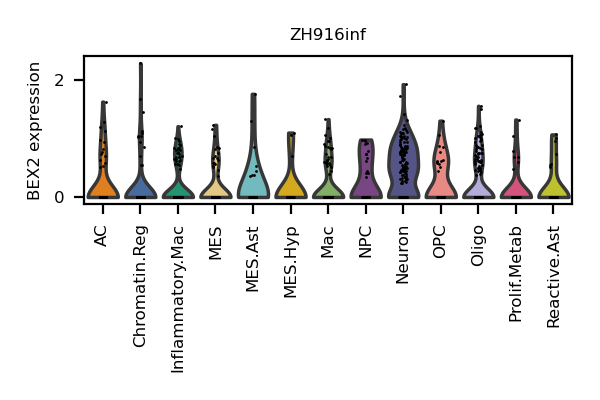 ZH916inf
BEX2 expression
2
0
AC
Chromatin.Reg
Inflammatory.Mac
MES
MES.Ast
MES.Hyp
Mac
NPC
Neuron
OPC
Oligo
Prolif.Metab
Reactive.Ast